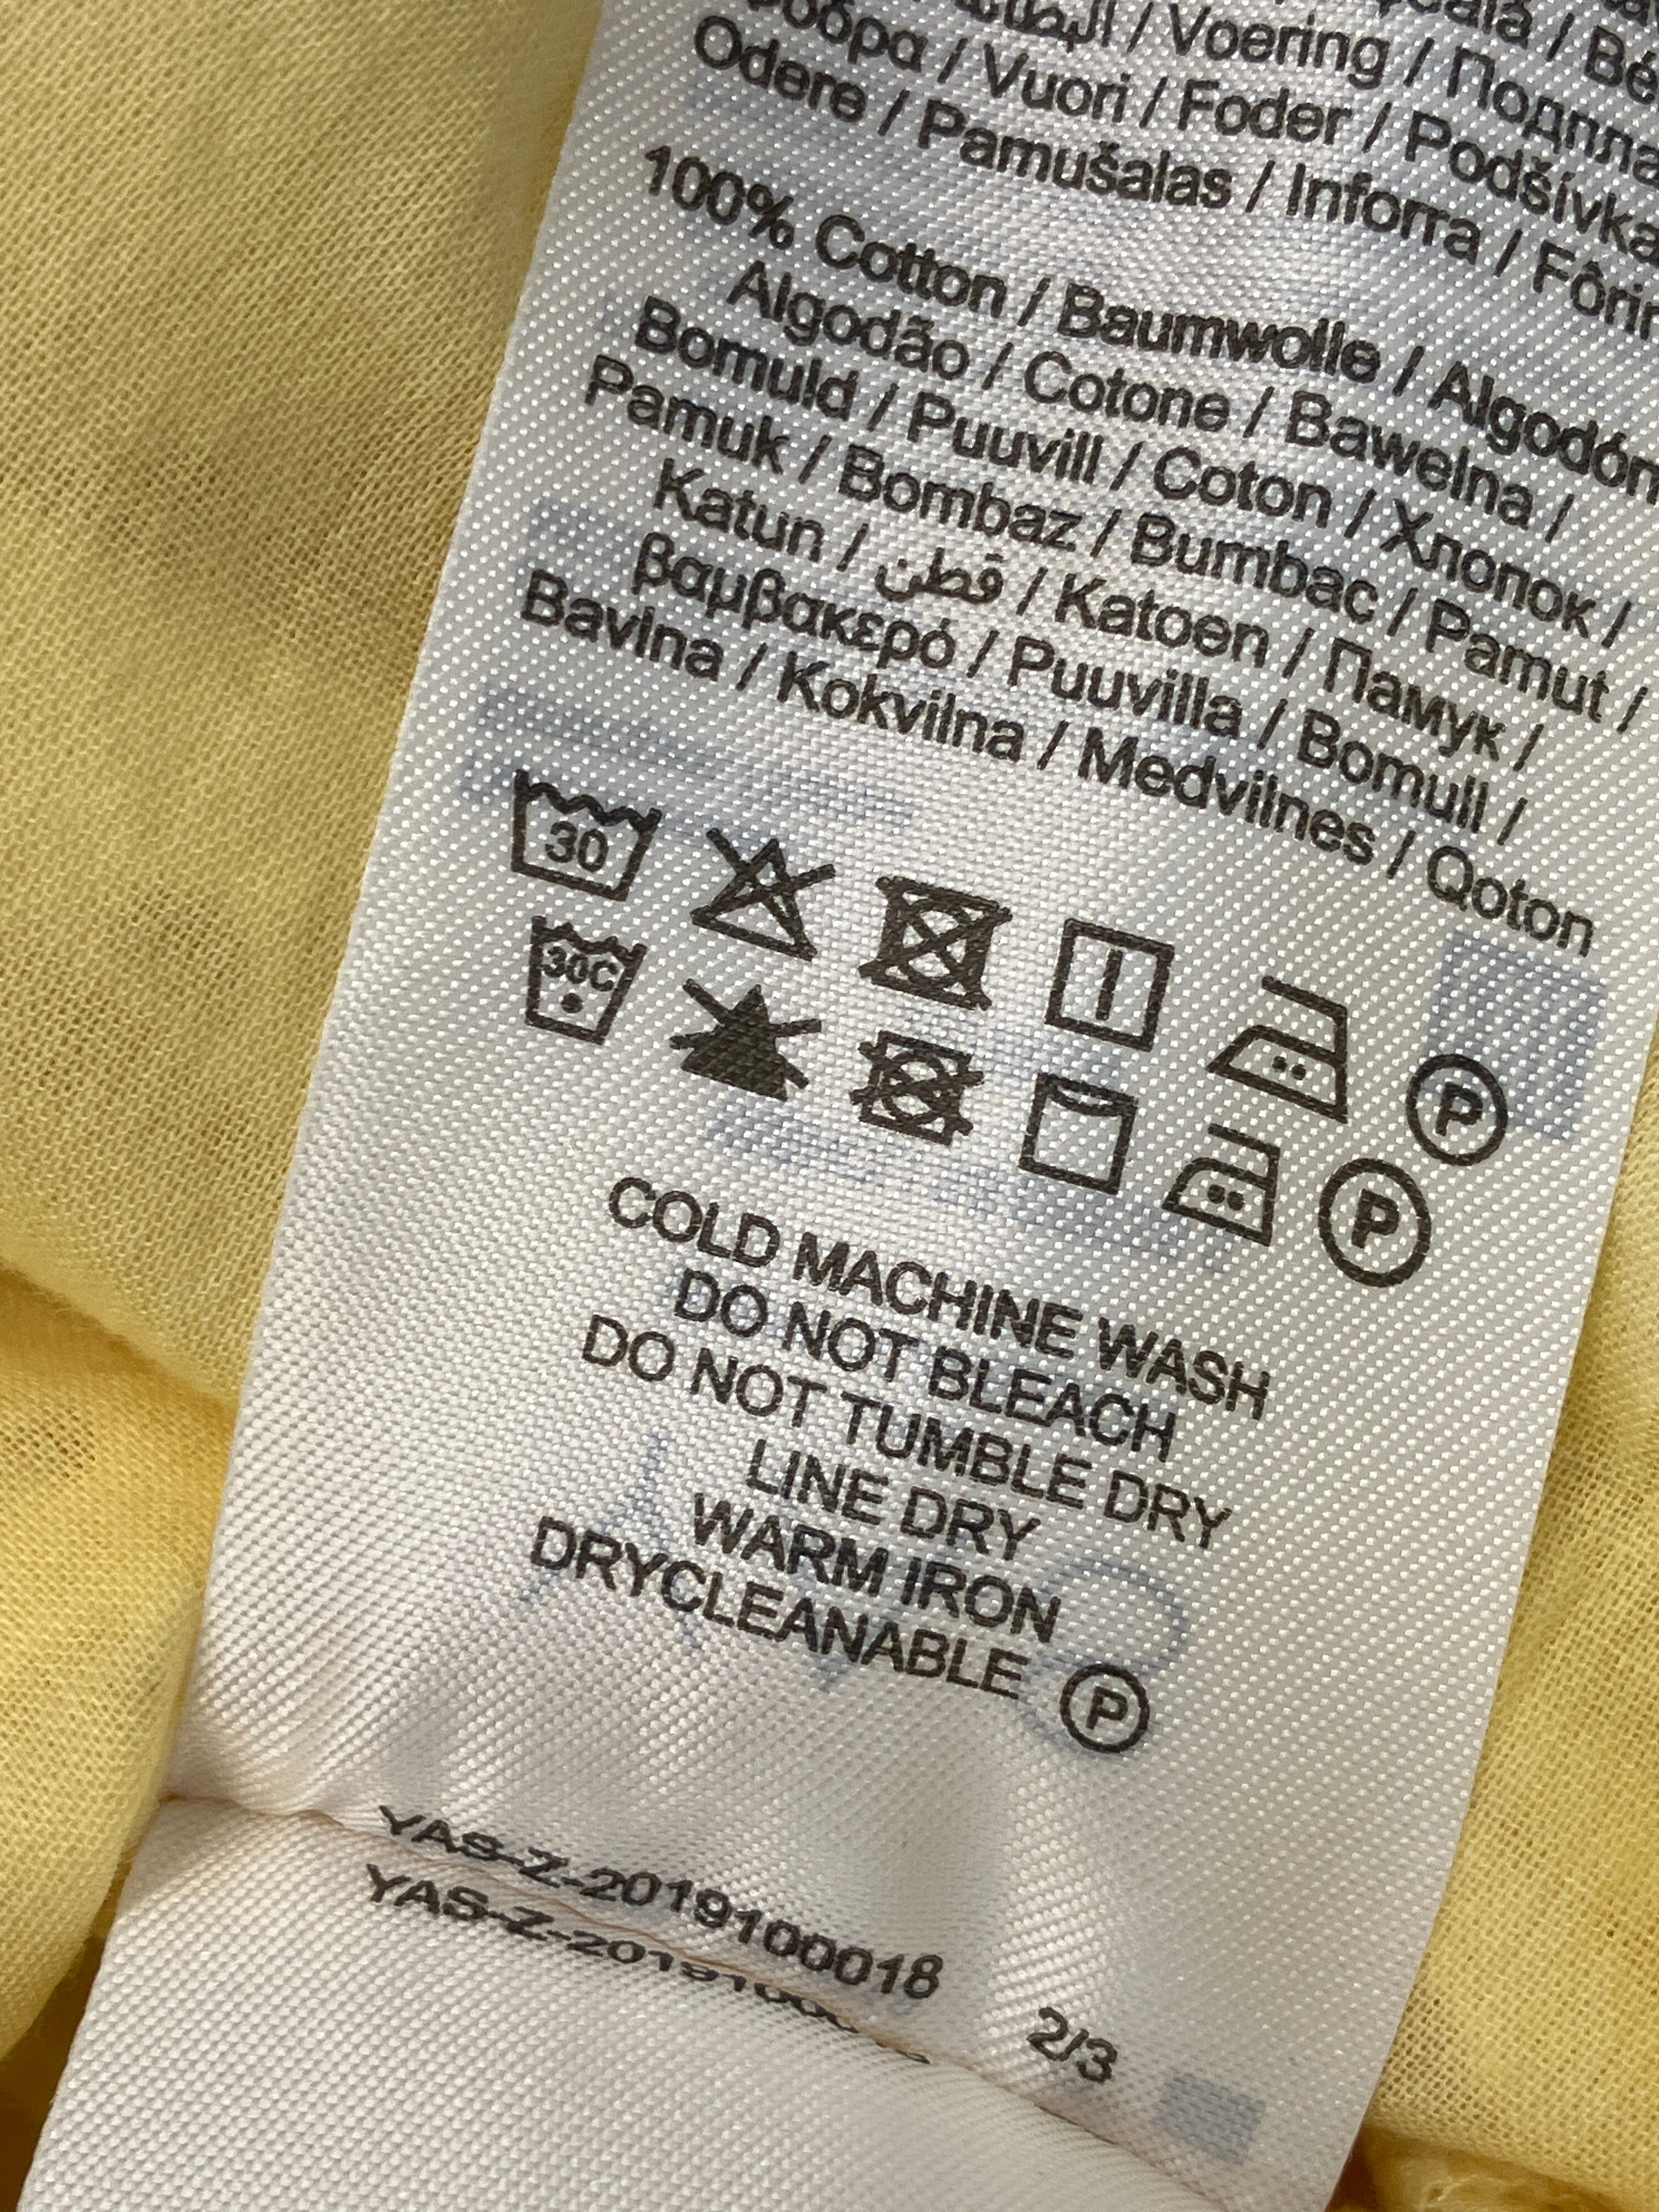 / Bé
/ Voering /
/ Vuori / Foder / Podšívka
Odere / Pamušalas / Inforra /
100% Cotton / Baumwolle / Algodón
Algodão / Cotone / Bawełna /
Bomuld / Puuvill / Coton / Хлопок /
Pamuk / Bombaz / Bumbac / Pamut /
Katun / قطن / Katoen / Памук /
βαμβακερό / Puuvilla / Bomull /
Bavlna / Kokvilna / Medvilnes / Qoton
30 P
30C P
COLD MACHINE WASH
DO NOT BLEACH
DO NOT TUMBLE DRY
LINE DRY
WARM IRON
DRYCLEANABLE P
YAS-Z-2019100018
2/3